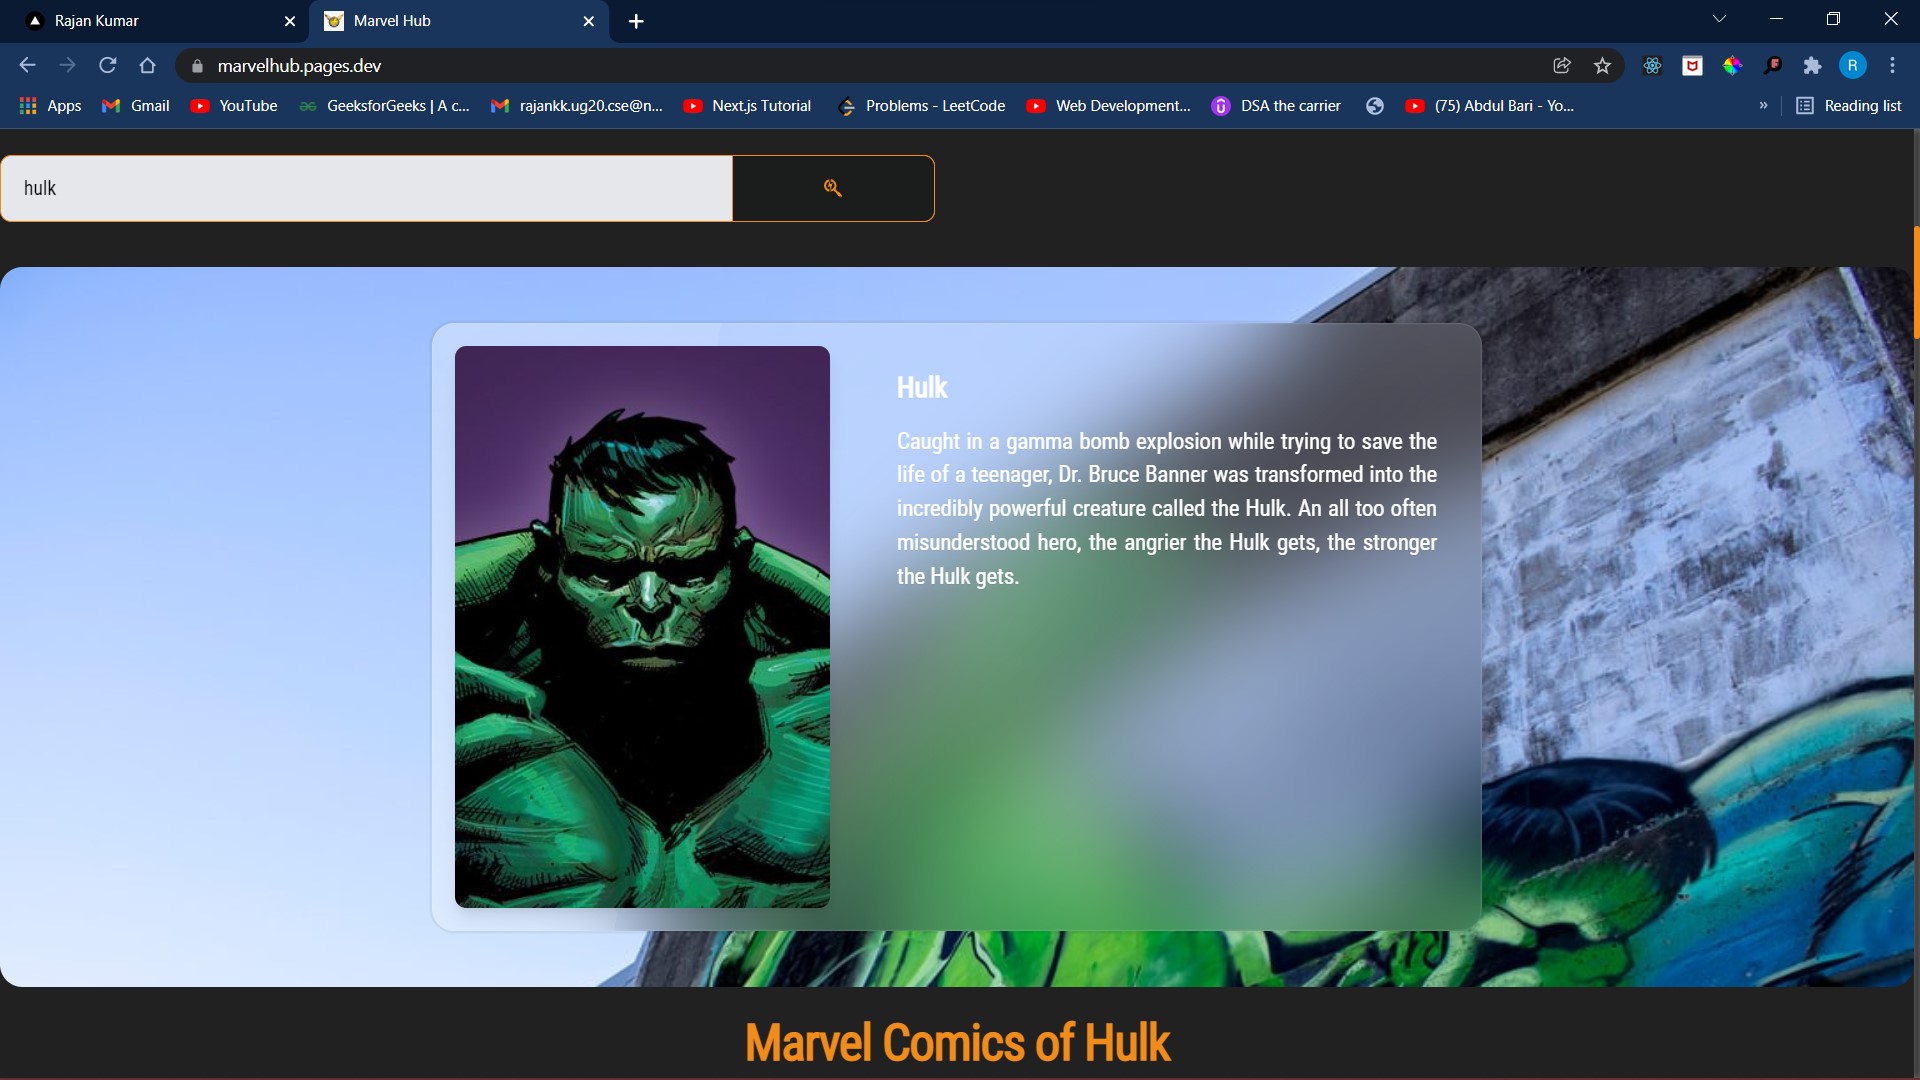 Rajan Kumar
Marvel Hub
marvelhub.pages.dev
R
Apps
Gmail
YouTube
GeeksforGeeks | A c...
rajankk.ug20.cse@n...
Next.js Tutorial
Problems - LeetCode
Web Development...
DSA the carrier
(75) Abdul Bari - Yo...
»
Reading list
hulk
Hulk
Caught in a gamma bomb explosion while trying to save the
life of a teenager, Dr. Bruce Banner was transformed into the
incredibly powerful creature called the Hulk. An all too often
misunderstood hero, the angrier the Hulk gets, the stronger
the Hulk gets.
Marvel Comics of Hulk